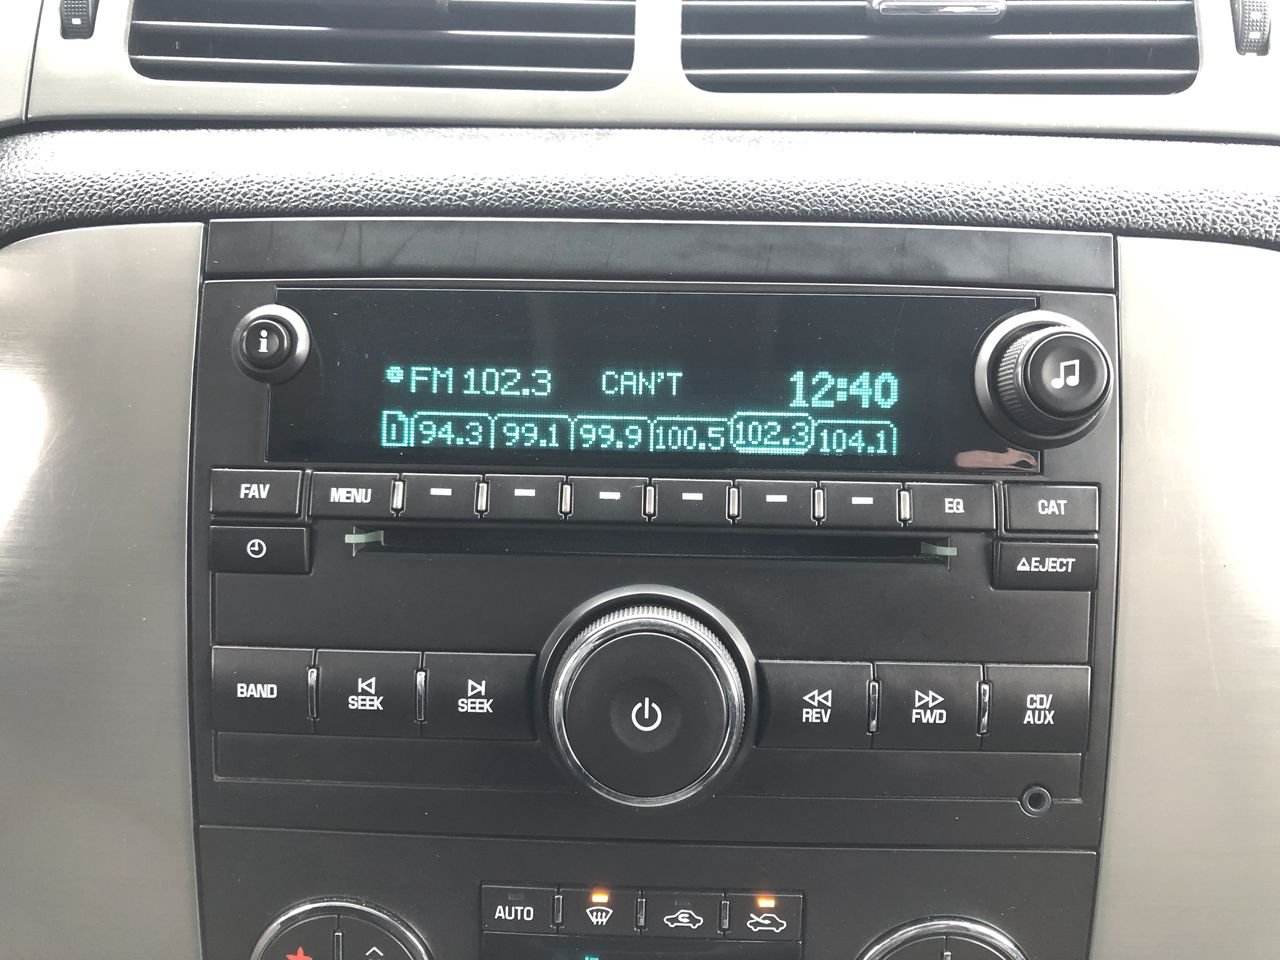 i
FM 102.3 CAN'T 12:40
1 94.3 99.1 99.9 100.5 102.3 104.1
FAV MENU EQ CAT
▲EJECT
BAND SEEK SEEK REV FWD CD/
AUX
AUTO